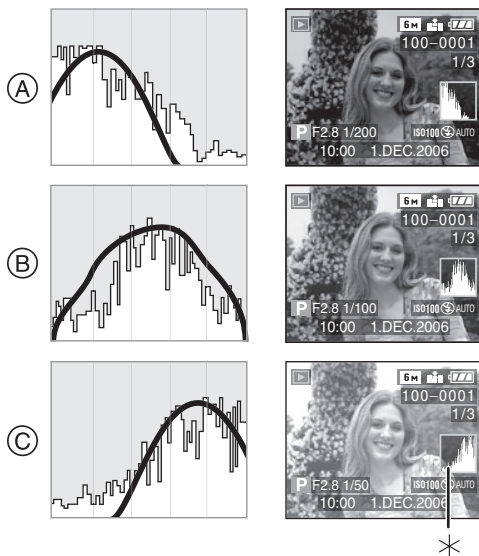 A
6M
100-0001
1/3
P F2.8 1/200 ISO100 AUTO
10:00 1.DEC.2006
B
6M
100-0001
1/3
P F2.8 1/100 ISO100 AUTO
10:00 1.DEC.2006
C
6M
100-0001
1/3
P F2.8 1/50 ISO100 AUTO
10:00 1.DEC.2006
*